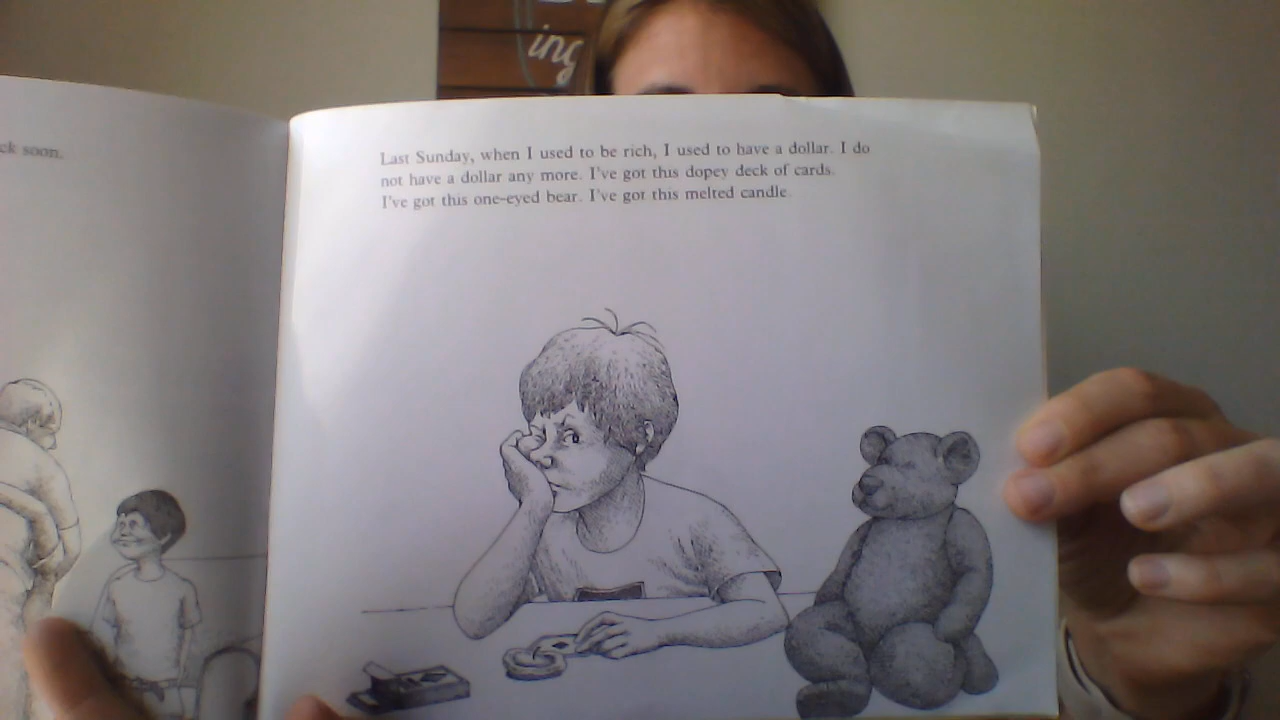 ing
ck soon.
Last Sunday, when I used to be rich, I used to have a dollar. I do
not have a dollar any more. I've got this dopey deck of cards.
I've got this one-eyed bear. I've got this melted candle.